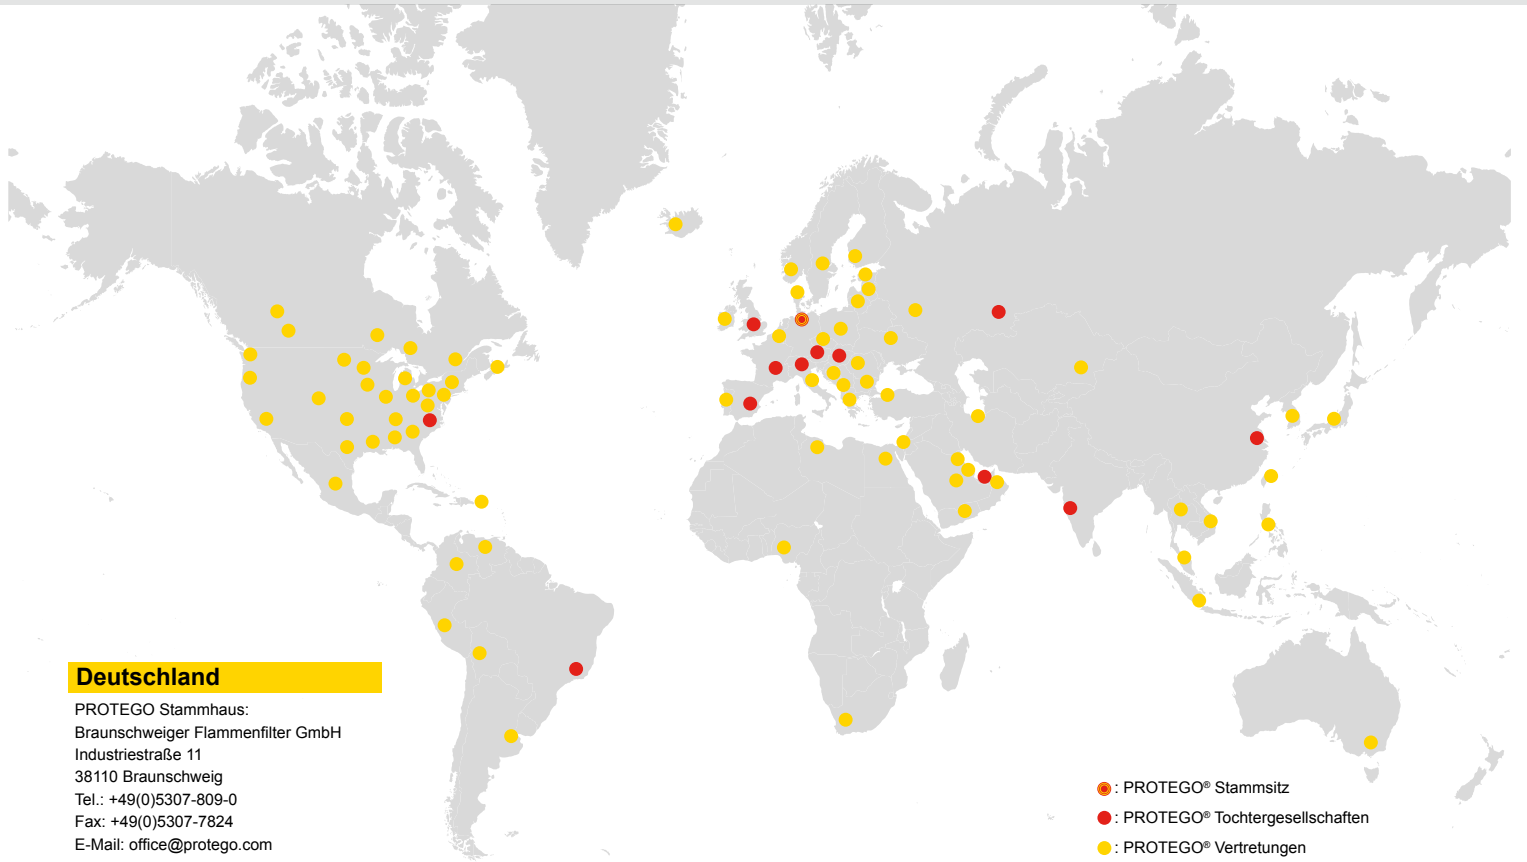 Deutschland
PROTEGO Stammhaus:
Braunschweiger Flammenfilter GmbH
Industriestraße 11
38110 Braunschweig
Tel.: +49(0)5307-809-0
Fax: +49(0)5307-7824
E-Mail: office@protego.com
: PROTEGO® Stammsitz
: PROTEGO® Tochtergesellschaften
: PROTEGO® Vertretungen